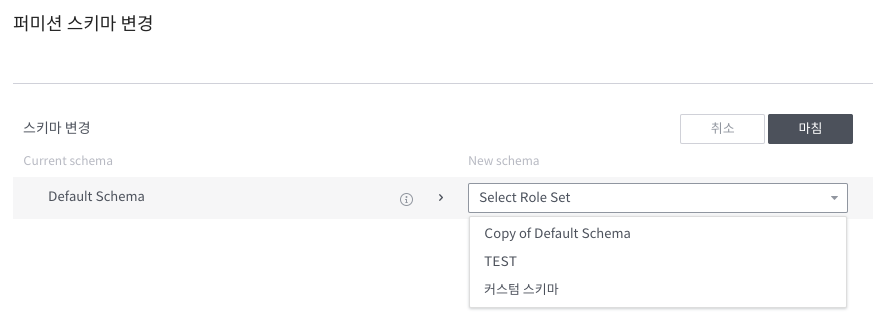 퍼미션 스키마 변경
스키마 변경
취소
마침
Current schema
New schema
Default Schema
Select Role Set
Copy of Default Schema
TEST
커스텀 스키마